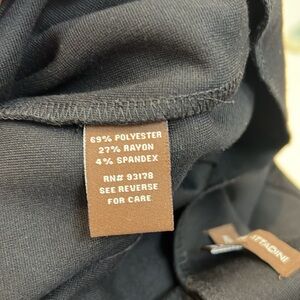 69% POLYESTER
27% RAYON
4% SPANDEX
RN# 93178
SEE REVERSE
FOR CARE